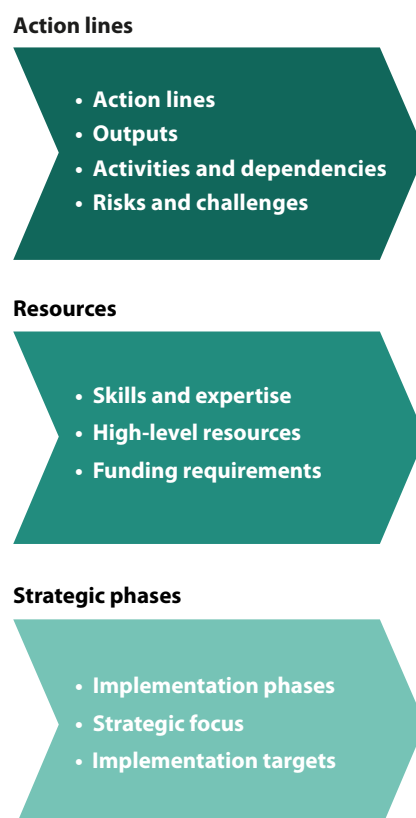 Action lines
• Action lines
• Outputs
• Activities and dependencies
• Risks and challenges
Resources
• Skills and expertise
• High-level resources
• Funding requirements
Strategic phases
• Implementation phases
• Strategic focus
• Implementation targets